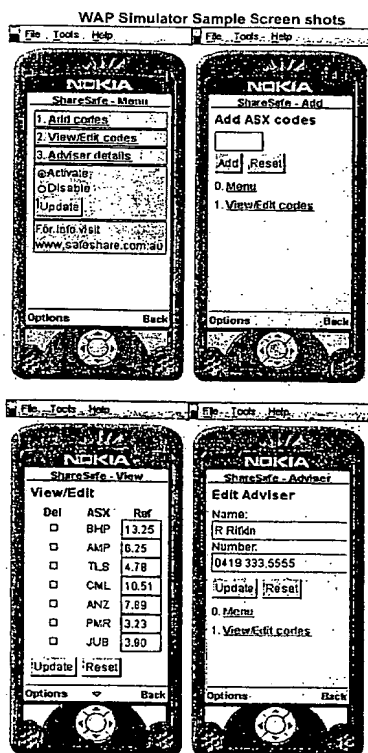 WAP Simulator Sample Screen shots
File Tools Help
NOKIA
ShareSafe - Menu
1. Add codes
2. View/Edit codes
3. Adviser details
Activate
Disable
Update
For info visit
www.safeshare.com.au
Options Back
File Tools Help
NOKIA
ShareSafe - Add
Add ASX codes
Add Reset
0. Menu
1. View/Edit codes
Options Back
File Tools Help
NOKIA
ShareSafe - View
View/Edit
Del ASX Ref
BHP 13.25
AMP 6.25
TLS 4.78
CML 10.51
ANZ 7.89
PMR 3.23
JUB 3.90
Update Reset
Options Back
File Tools Help
NOKIA
ShareSafe - Adviser
Edit Adviser
Name:
R Rifkin
Number:
0419 333,5555
Update Reset
0. Menu
1. View/Edit codes
Options Back